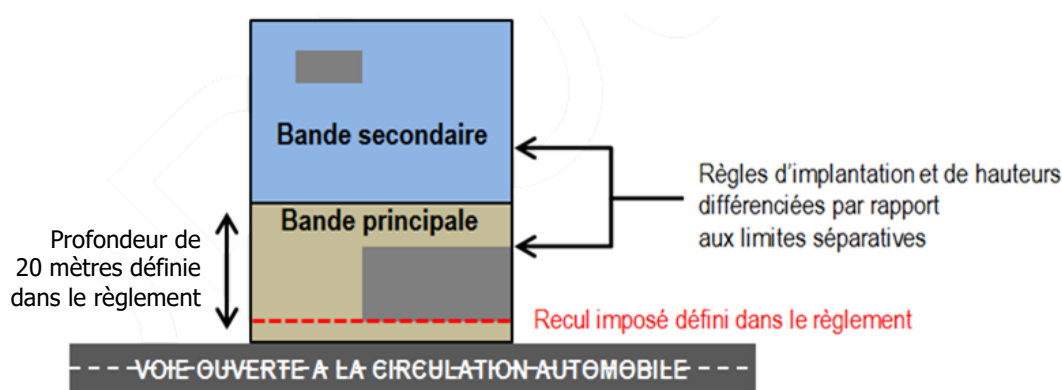 Bande secondaire
Bande principale
Profondeur de
20 mètres définie
dans le règlement
Règles d'implantation et de hauteurs
différenciées par rapport
aux limites séparatives
Recul imposé défini dans le règlement
VOIE OUVERTE A LA CIRCULATION AUTOMOBILE